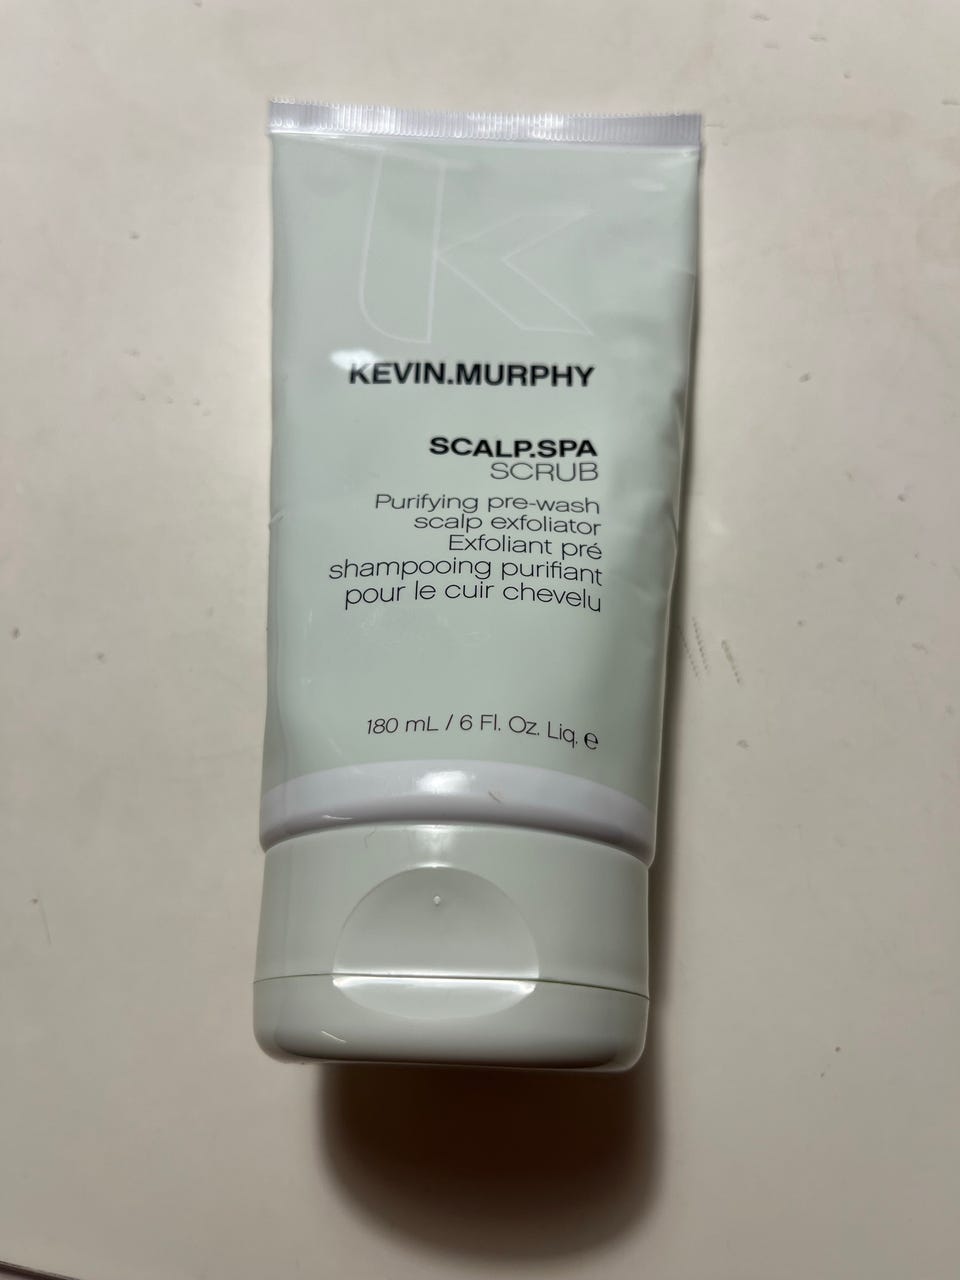 KEVIN.MURPHY
SCALP.SPA
SCRUB
Purifying pre-wash
scalp exfoliator
Exfoliant pré
shampooing purifiant
pour le cuir chevelu
180 mL / 6 Fl. Oz. Liq. ℮